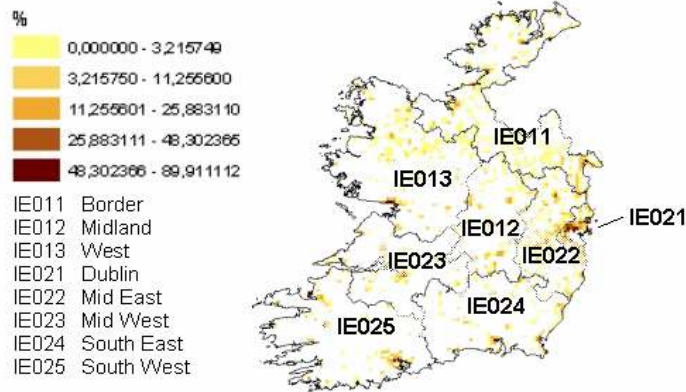 %
0,000000 - 3,215749
3,215750 - 11,255600
11,255601 - 25,883110
25,883111 - 48,302365
48,302366 - 89,911112
IE011 Border
IE012 Midland
IE013 West
IE021 Dublin
IE022 Mid East
IE023 Mid West
IE024 South East
IE025 South West
IE011
IE013
IE021
IE012
IE022
IE023
IE024
IE025